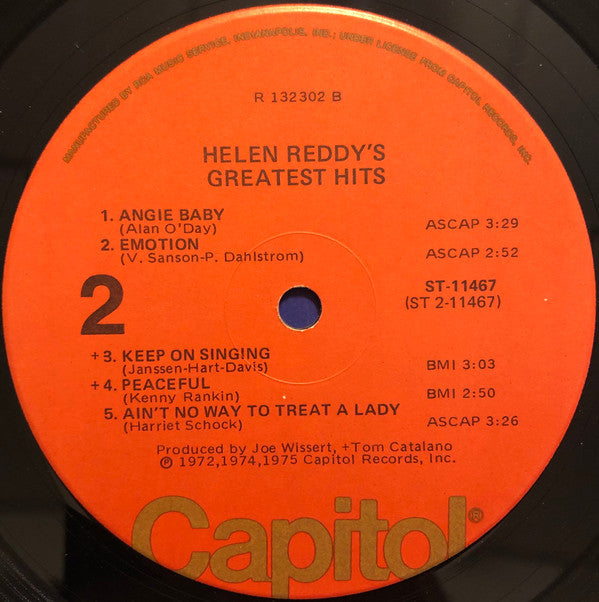 MANUFACTURED BY RCA MUSIC SERVICE, INDIANAPOLIS, IND.; UNDER LICENSE FROM CAPITOL RECORDS, INC.
R 132302 B
HELEN REDDY'S
GREATEST HITS
1. ANGIE BABY
(Alan O'Day) ASCAP 3:29
2. EMOTION
(V. Sanson-P. Dahlstrom) ASCAP 2:52
2
ST-11467
(ST 2-11467)
+3. KEEP ON SINGING
(Janssen-Hart-Davis) BMI 3:03
+4. PEACEFUL
(Kenny Rankin) BMI 2:50
5. AIN'T NO WAY TO TREAT A LADY
(Harriet Schock) ASCAP 3:26
Produced by Joe Wissert, +Tom Catalano
℗ 1972,1974,1975 Capitol Records, Inc.
Capitol®